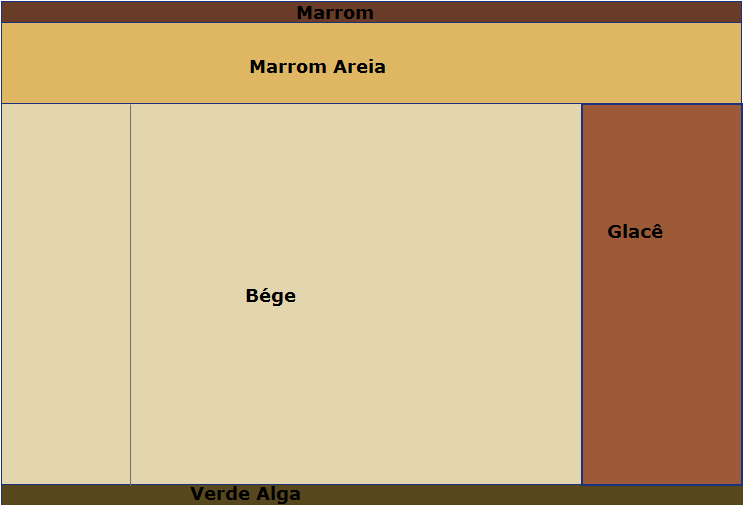 Marrom
Marrom Areia
Glacê
Bége
Verde Alga